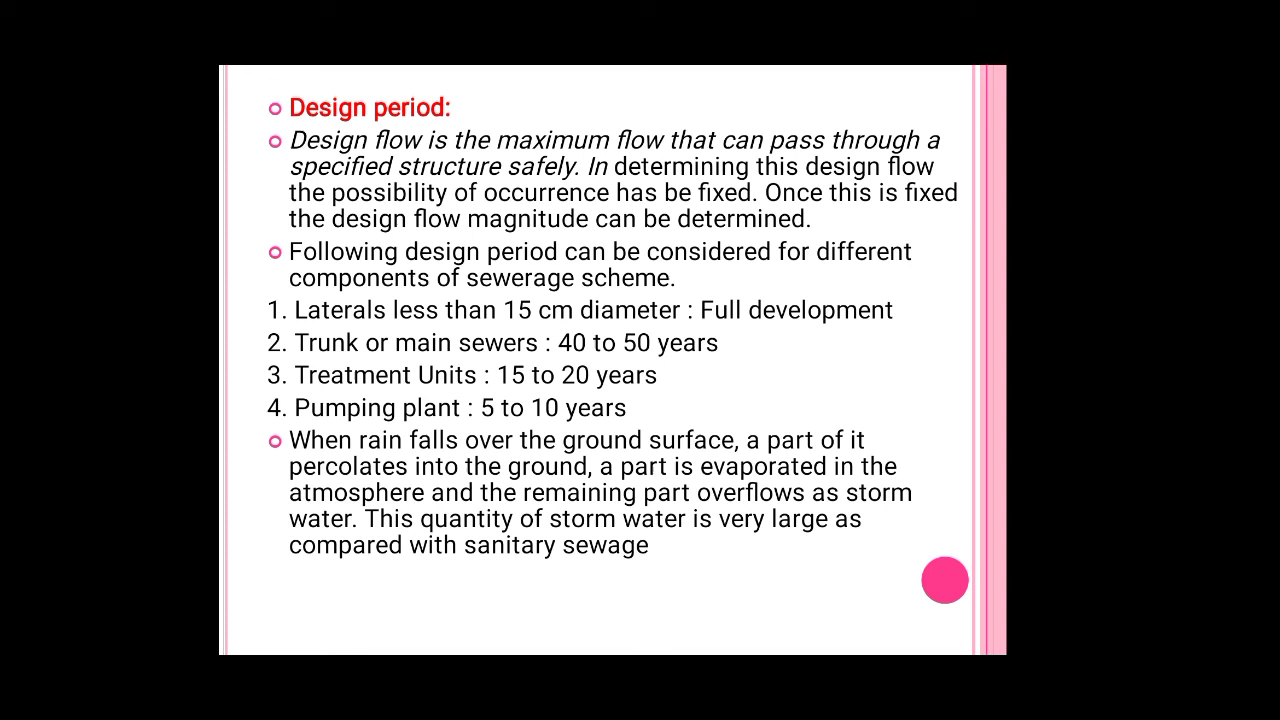 Design period:
Design flow is the maximum flow that can pass through a
specified structure safely. In determining this design flow
the possibility of occurrence has be fixed. Once this is fixed
the design flow magnitude can be determined.
Following design period can be considered for different
components of sewerage scheme.
1. Laterals less than 15 cm diameter : Full development
2. Trunk or main sewers : 40 to 50 years
3. Treatment Units : 15 to 20 years
4. Pumping plant : 5 to 10 years
When rain falls over the ground surface, a part of it
percolates into the ground, a part is evaporated in the
atmosphere and the remaining part overflows as storm
water. This quantity of storm water is very large as
compared with sanitary sewage